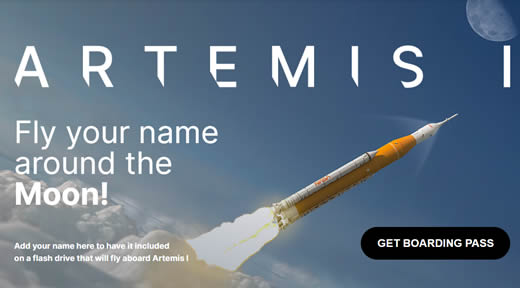 ARTEMIS I
Fly your name
around the
Moon!
Add your name here to have it included
on a flash drive that will fly aboard Artemis I
GET BOARDING PASS